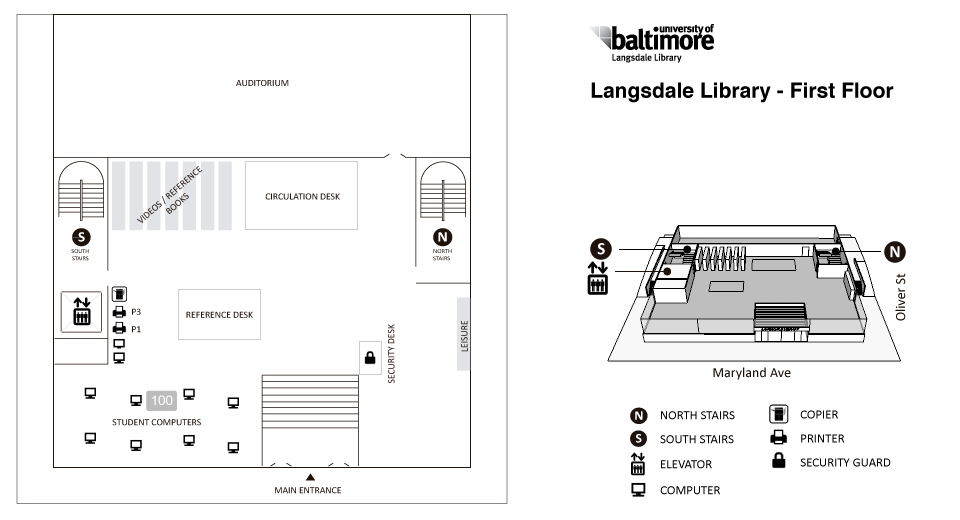 AUDITORIUM
VIDEOS / REFERENCE
BOOKS
CIRCULATION DESK
S
SOUTH
STAIRS
N
NORTH
STAIRS
P3
P1
REFERENCE DESK
SECURITY DESK
LEISURE
100
STUDENT COMPUTERS
MAIN ENTRANCE
university of
baltimore
Langsdale Library
Langsdale Library - First Floor
S
N
Oliver St
Maryland Ave
N NORTH STAIRS
S SOUTH STAIRS
ELEVATOR
COMPUTER
COPIER
PRINTER
SECURITY GUARD